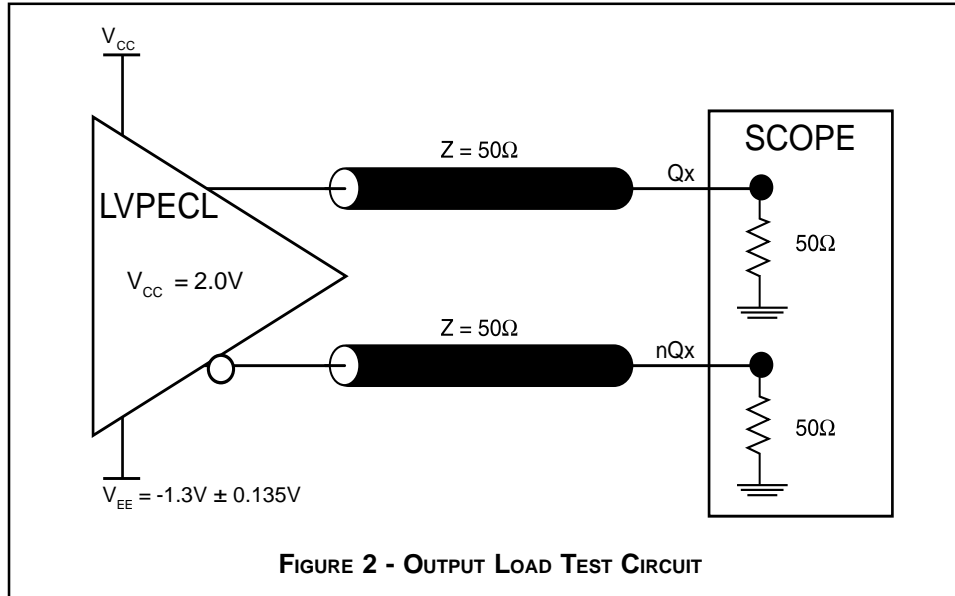 V_CC
Z = 50Ω
SCOPE
Qx
LVPECL
50Ω
V_CC = 2.0V
Z = 50Ω
nQx
50Ω
V_EE = -1.3V ± 0.135V
FIGURE 2 - OUTPUT LOAD TEST CIRCUIT